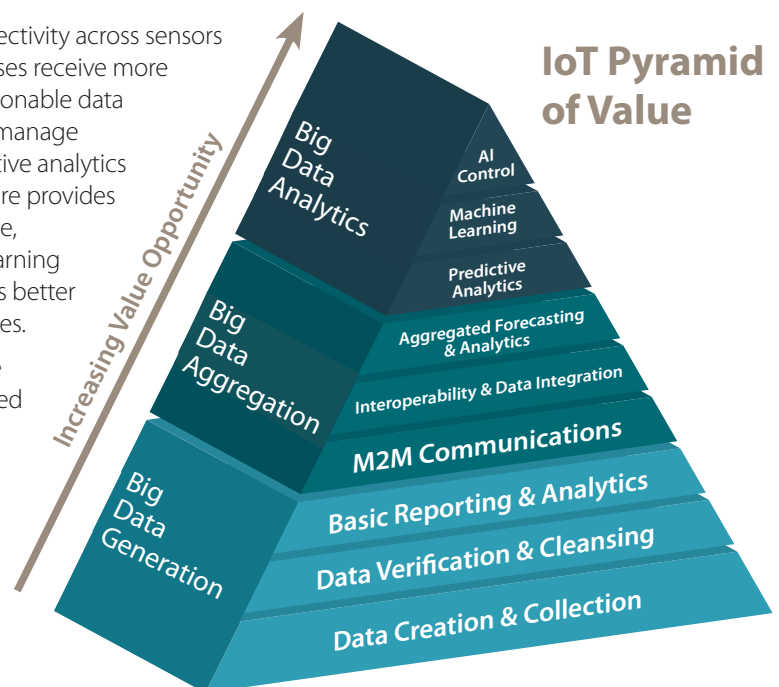 ectivity across sensors
ses receive more
onable data
manage
tive analytics
re provides
e,
arning
s better
es.
e
ed
IoT Pyramid
of Value
Increasing Value Opportunity
Big
Data
Analytics
AI
Control
Machine
Learning
Predictive
Analytics
Big
Data
Aggregation
Aggregated Forecasting
& Analytics
Interoperability & Data Integration
M2M Communications
Big
Data
Generation
Basic Reporting & Analytics
Data Verification & Cleansing
Data Creation & Collection